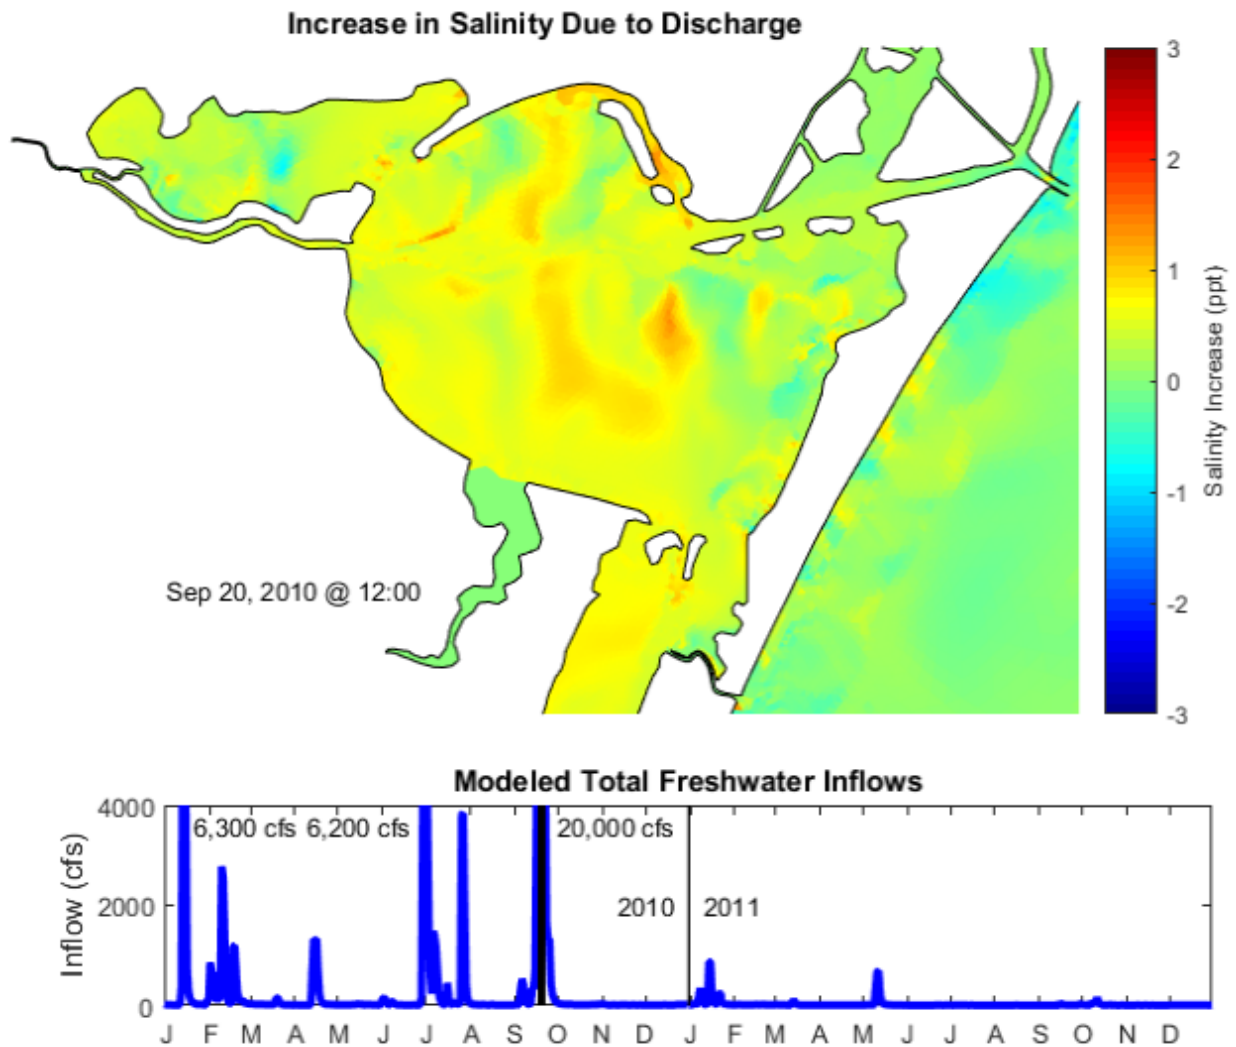 Increase in Salinity Due to Discharge
3
2
1
0
-1
-2
-3
Salinity Increase (ppt)
Sep 20, 2010 @ 12:00
Modeled Total Freshwater Inflows
4000
2000
0
Inflow (cfs)
6,300 cfs 6,200 cfs 20,000 cfs
2010 2011
J F M A M J J A S O N D J F M A M J J A S O N D